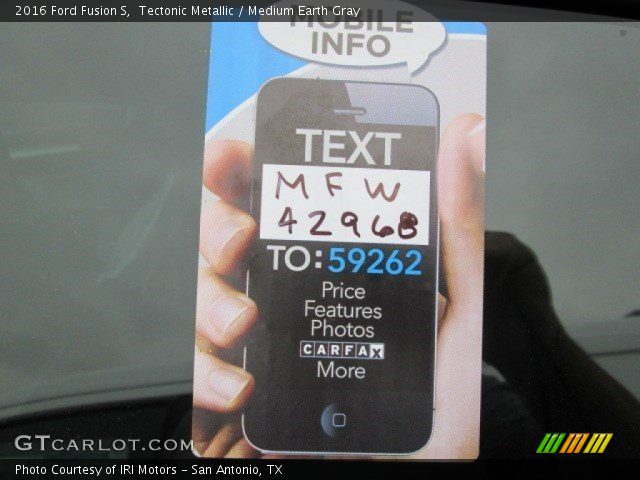 2016 Ford Fusion S,  Tectonic Metallic / Medium Earth Gray
MOBILE
INFO
TEXT
MFW
42968
TO: 59262
Price
Features
Photos
CARFAX
More
GTCARLOT.COM
Photo Courtesy of IRI Motors - San Antonio, TX